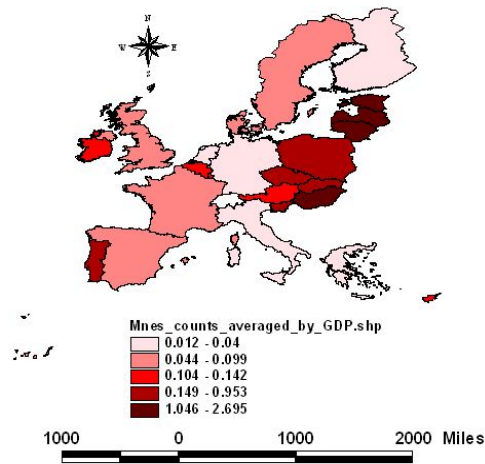 N
W E
S
Mnes_counts_averaged_by_GDP.shp
0.012 - 0.04
0.044 - 0.099
0.104 - 0.142
0.149 - 0.953
1.046 - 2.695
1000 0 1000 2000 Miles